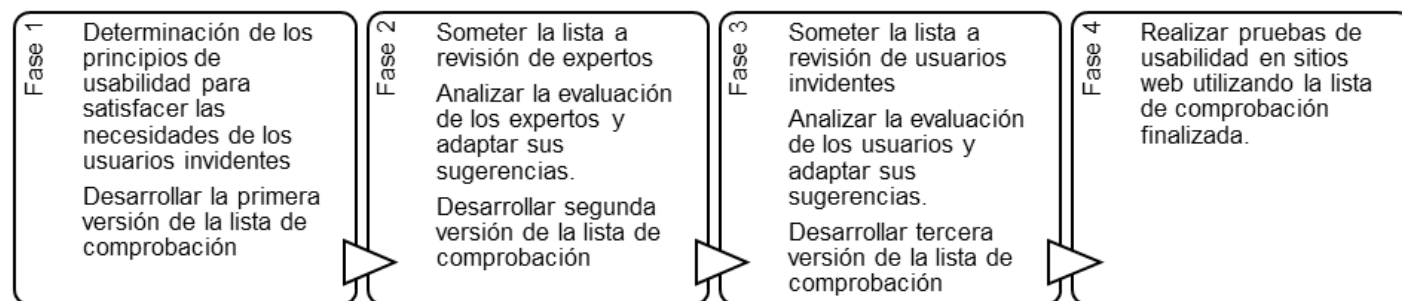 Fase 1
Determinación de los
principios de
usabilidad para
satisfacer las
necesidades de los
usuarios invidentes
Desarrollar la primera
versión de la lista de
comprobación
Fase 2
Someter la lista a
revisión de expertos
Analizar la evaluación
de los expertos y
adaptar sus
sugerencias.
Desarrollar segunda
versión de la lista de
comprobación
Fase 3
Someter la lista a
revisión de usuarios
invidentes
Analizar la evaluación
de los usuarios y
adaptar sus
sugerencias.
Desarrollar tercera
versión de la lista de
comprobación
Fase 4
Realizar pruebas de
usabilidad en sitios
web utilizando la lista
de comprobación
finalizada.